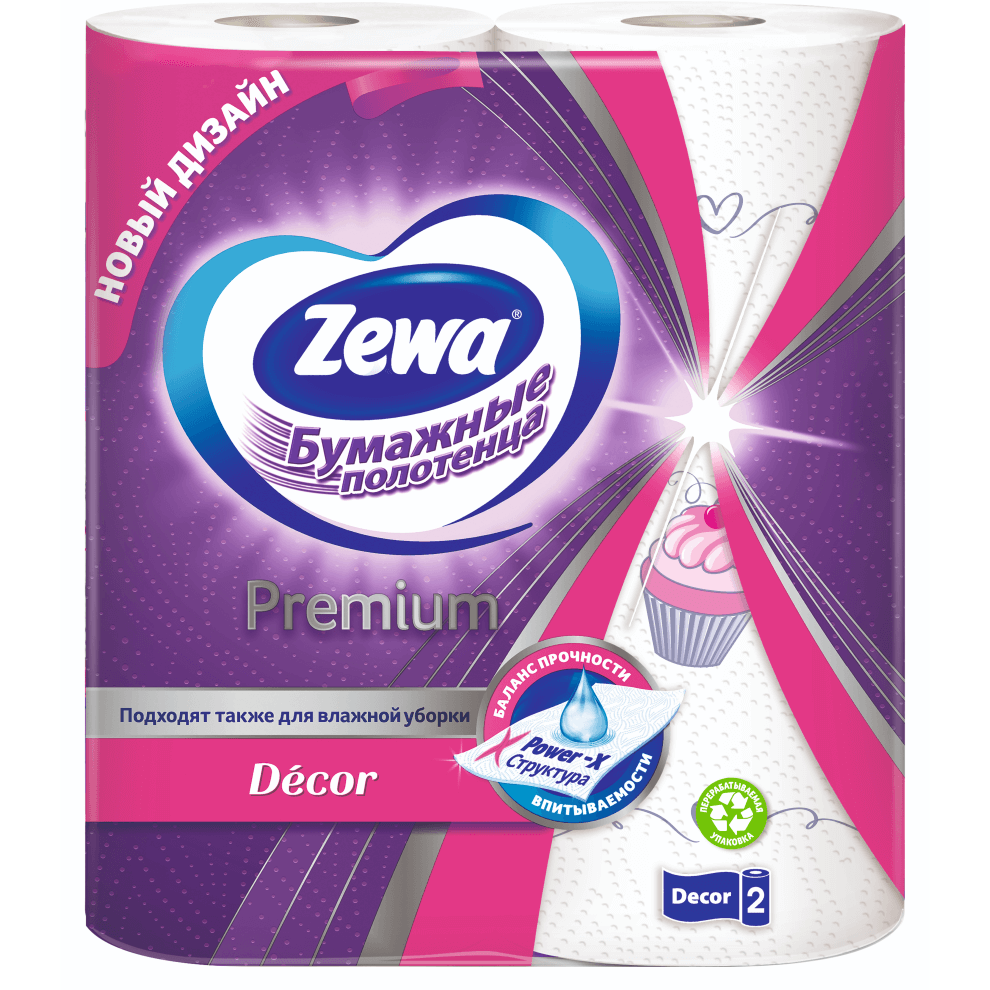 НОВЫЙ ДИЗАЙН
Zewa®
Бумажные
полотенца
Premium
Подходят также для влажной уборки
Décor
БАЛАНС ПРОЧНОСТИ
Power-X
X Структура
ВПИТЫВАЕМОСТИ
ПЕРЕРАБАТЫВАЕМАЯ
УПАКОВКА
Decor 2